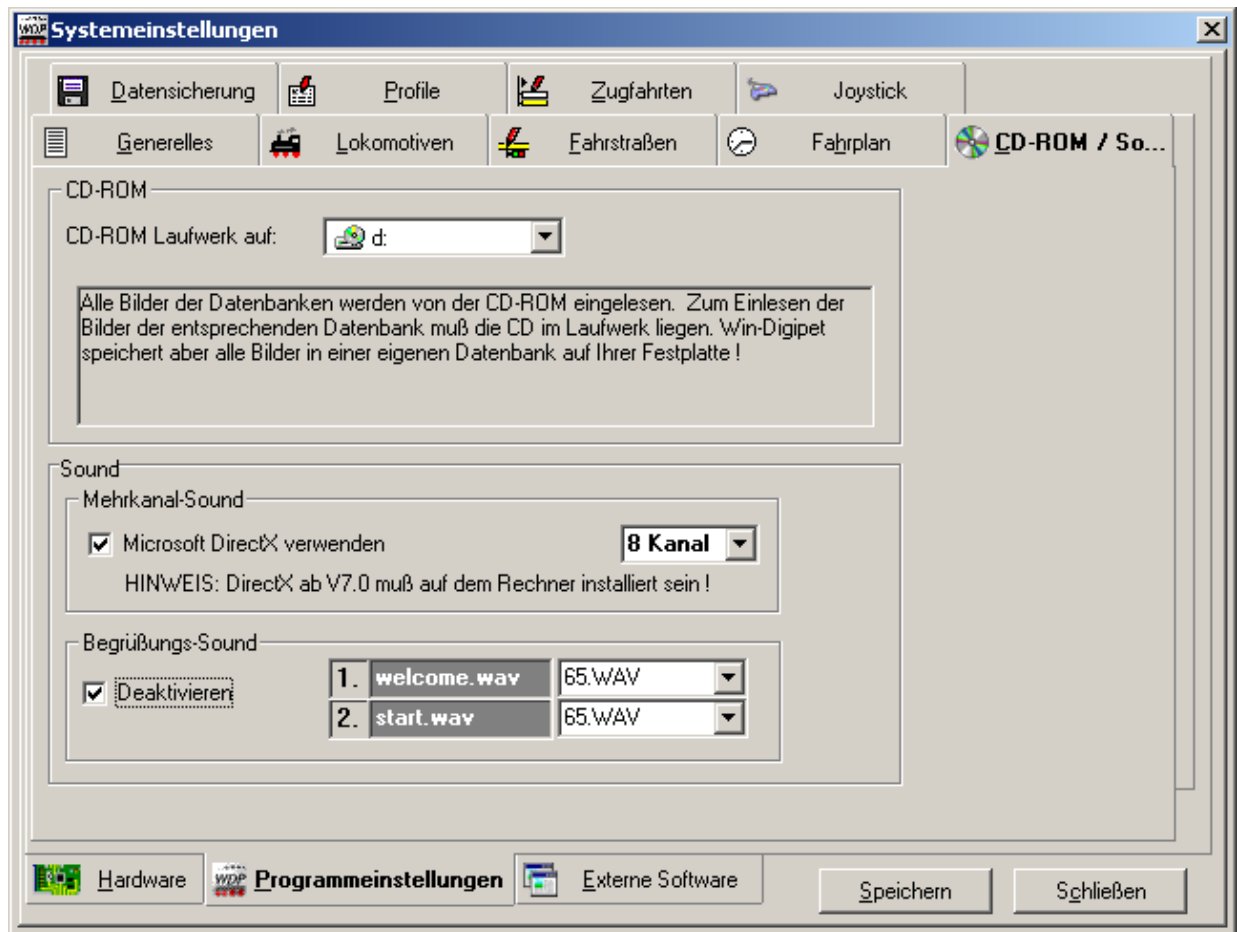 WDP Systemeinstellungen
Datensicherung Profile Zugfahrten Joystick
Generelles Lokomotiven Fahrstraßen Fahrplan CD-ROM / So...
CD-ROM
CD-ROM Laufwerk auf: d:
Alle Bilder der Datenbanken werden von der CD-ROM eingelesen. Zum Einlesen der
Bilder der entsprechenden Datenbank muß die CD im Laufwerk liegen. Win-Digipet
speichert aber alle Bilder in einer eigenen Datenbank auf Ihrer Festplatte !
Sound
Mehrkanal-Sound
Microsoft DirectX verwenden 8 Kanal
HINWEIS: DirectX ab V7.0 muß auf dem Rechner installiert sein !
Begrüßungs-Sound
1. welcome.wav 65.WAV
Deaktivieren
2. start.wav 65.WAV
Hardware WDP Programmeinstellungen Externe Software
Speichern Schließen